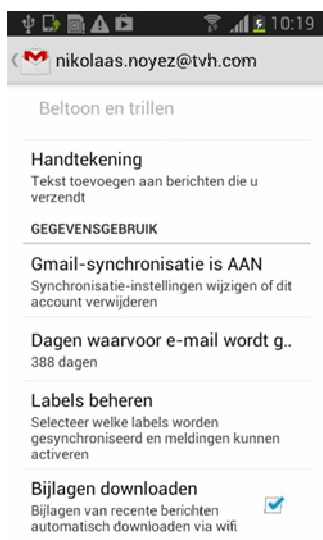 10:19
nikolaas.noyez@tvh.com
Beltoon en trillen
Handtekening
Tekst toevoegen aan berichten die u
verzendt
GEGEVENSGEBRUIK
Gmail-synchronisatie is AAN
Synchronisatie-instellingen wijzigen of dit
account verwijderen
Dagen waarvoor e-mail wordt g..
388 dagen
Labels beheren
Selecteer welke labels worden
gesynchroniseerd en meldingen kunnen
activeren
Bijlagen downloaden
Bijlagen van recente berichten
automatisch downloaden via wifi